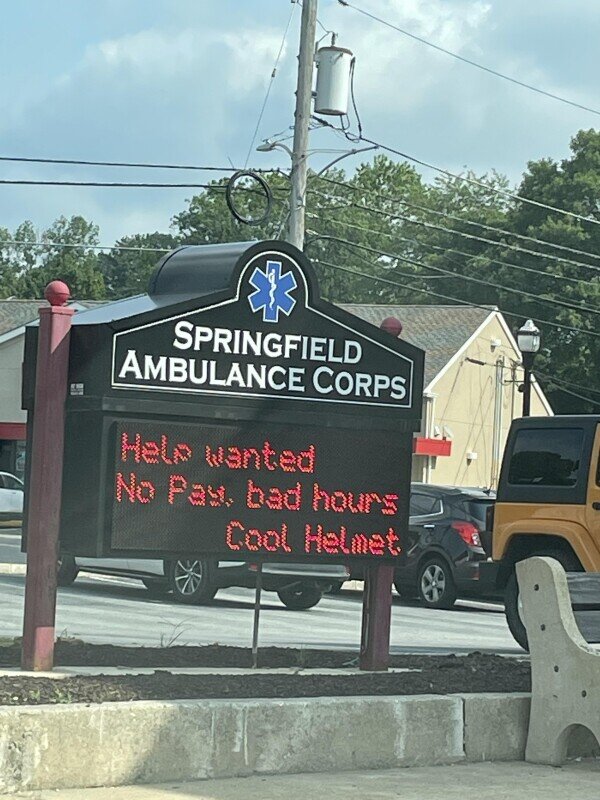 SPRINGFIELD
AMBULANCE CORPS
Help wanted
No Pay, bad hours
Cool Helmet